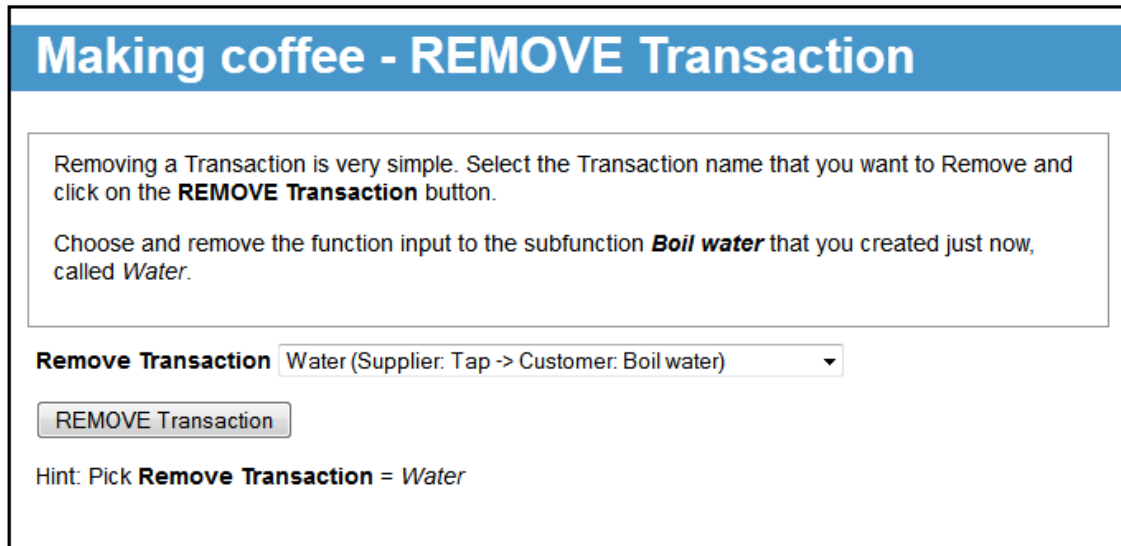 Making coffee - REMOVE Transaction
Removing a Transaction is very simple. Select the Transaction name that you want to Remove and
click on the REMOVE Transaction button.
Choose and remove the function input to the subfunction Boil water that you created just now,
called Water.
Remove Transaction Water (Supplier: Tap -> Customer: Boil water)
REMOVE Transaction
Hint: Pick Remove Transaction = Water